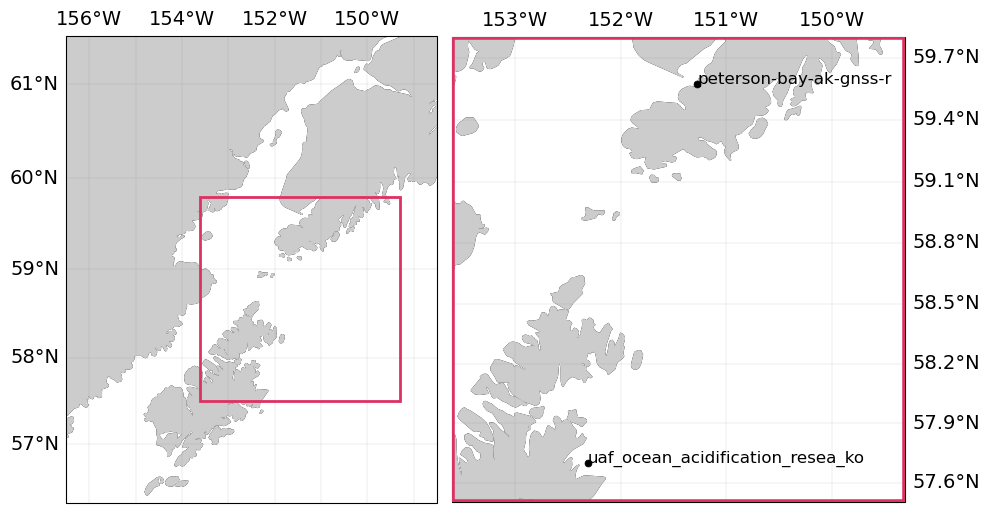 156°W 154°W 152°W 150°W
61°N
60°N
59°N
58°N
57°N
153°W 152°W 151°W 150°W
59.7°N
59.4°N
59.1°N
58.8°N
58.5°N
58.2°N
57.9°N
57.6°N
peterson-bay-ak-gnss-r
uaf_ocean_acidification_resea_ko